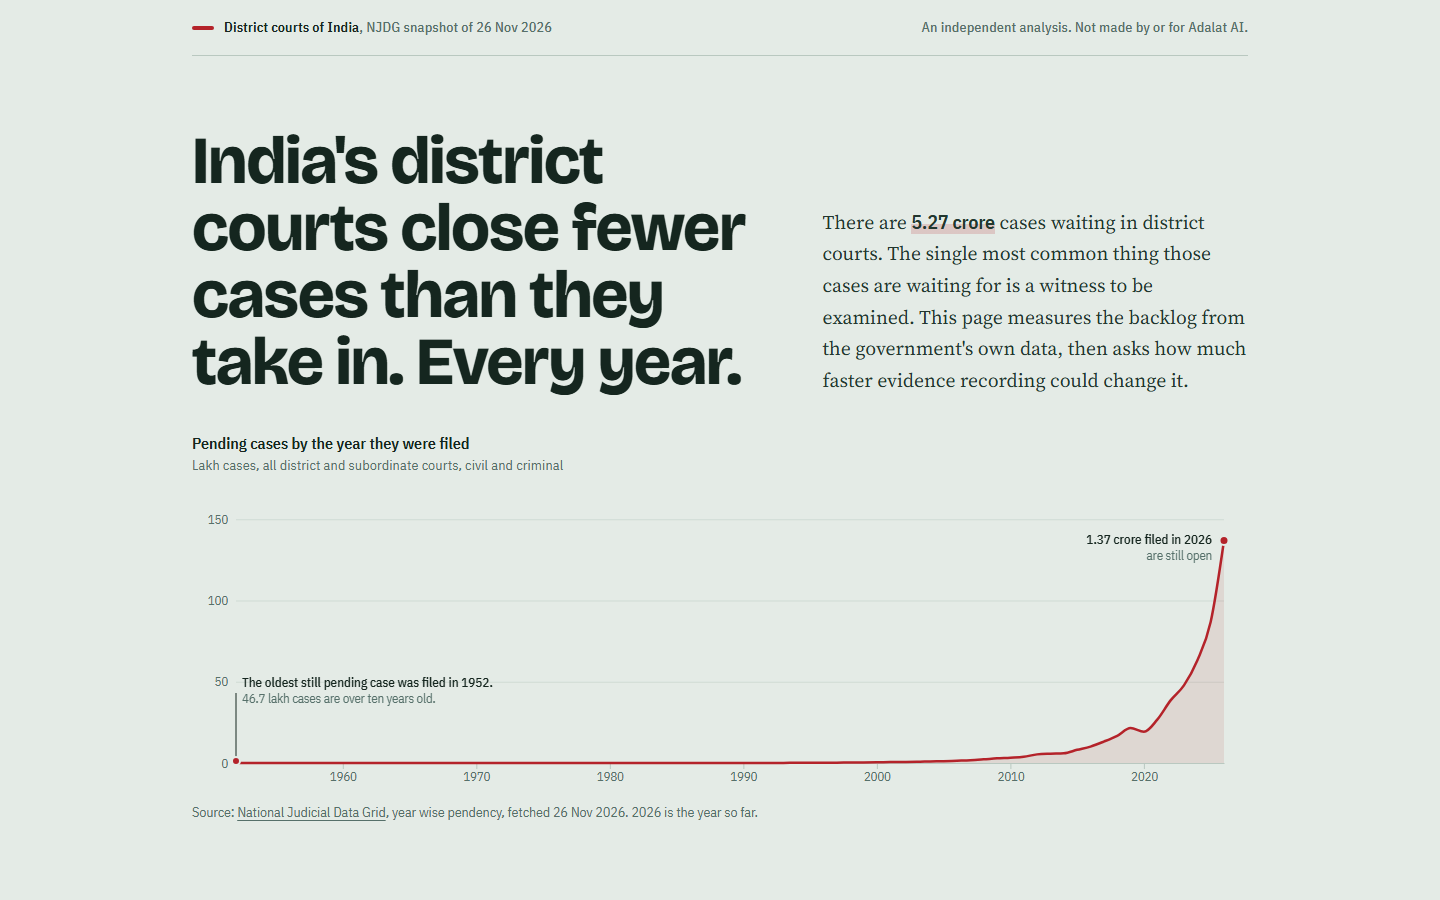 District courts of India, NJDG snapshot of 26 Nov 2026
An independent analysis. Not made by or for Adalat AI.
India's district
courts close fewer
cases than they
take in. Every year.
There are 5.27 crore cases waiting in district
courts. The single most common thing those
cases are waiting for is a witness to be
examined. This page measures the backlog from
the government's own data, then asks how much
faster evidence recording could change it.
Pending cases by the year they were filed
Lakh cases, all district and subordinate courts, civil and criminal
150
1.37 crore filed in 2026
are still open
100
50
The oldest still pending case was filed in 1952.
46.7 lakh cases are over ten years old.
0
1960 1970 1980 1990 2000 2010 2020
Source: National Judicial Data Grid, year wise pendency, fetched 26 Nov 2026. 2026 is the year so far.